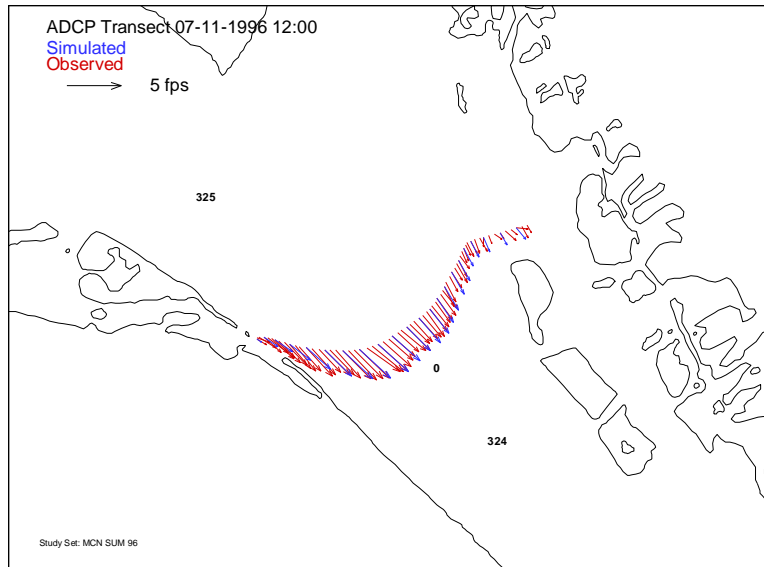 ADCP Transect 07-11-1996 12:00
Simulated
Observed
5 fps
325
0
324
Study Set: MCN SUM 96